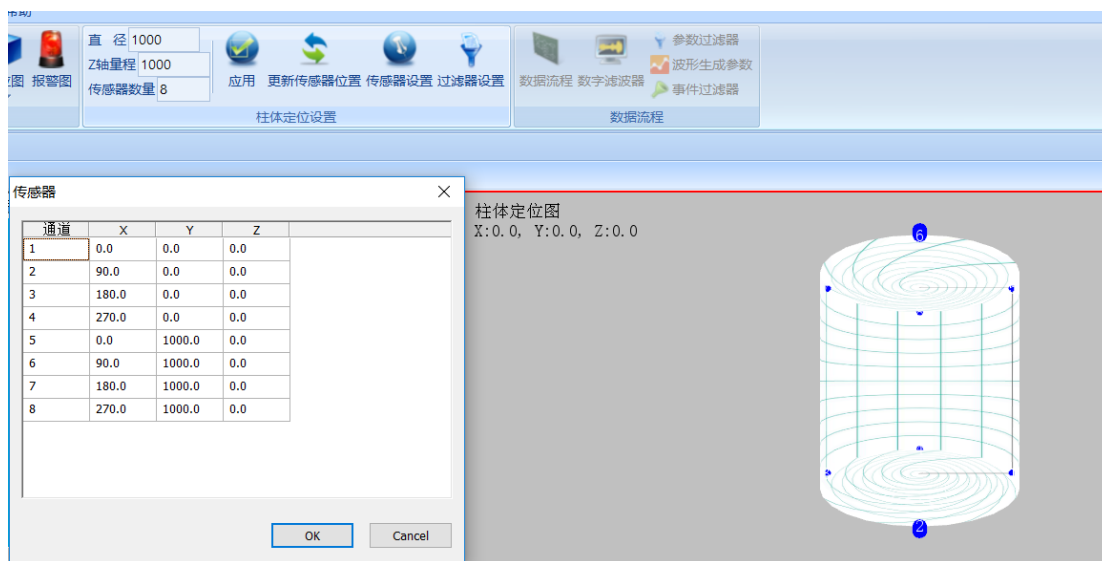 帮助
位图 报警图
直 径 1000
Z轴量程 1000
传感器数量 8
应用 更新传感器位置 传感器设置 过滤器设置
柱体定位设置
数据流程 数字滤波器
参数过滤器
波形生成参数
事件过滤器
数据流程
传感器
通道 X Y Z
1 0.0 0.0 0.0
2 90.0 0.0 0.0
3 180.0 0.0 0.0
4 270.0 0.0 0.0
5 0.0 1000.0 0.0
6 90.0 1000.0 0.0
7 180.0 1000.0 0.0
8 270.0 1000.0 0.0
OK Cancel
柱体定位图
X:0.0, Y:0.0, Z:0.0
6
2